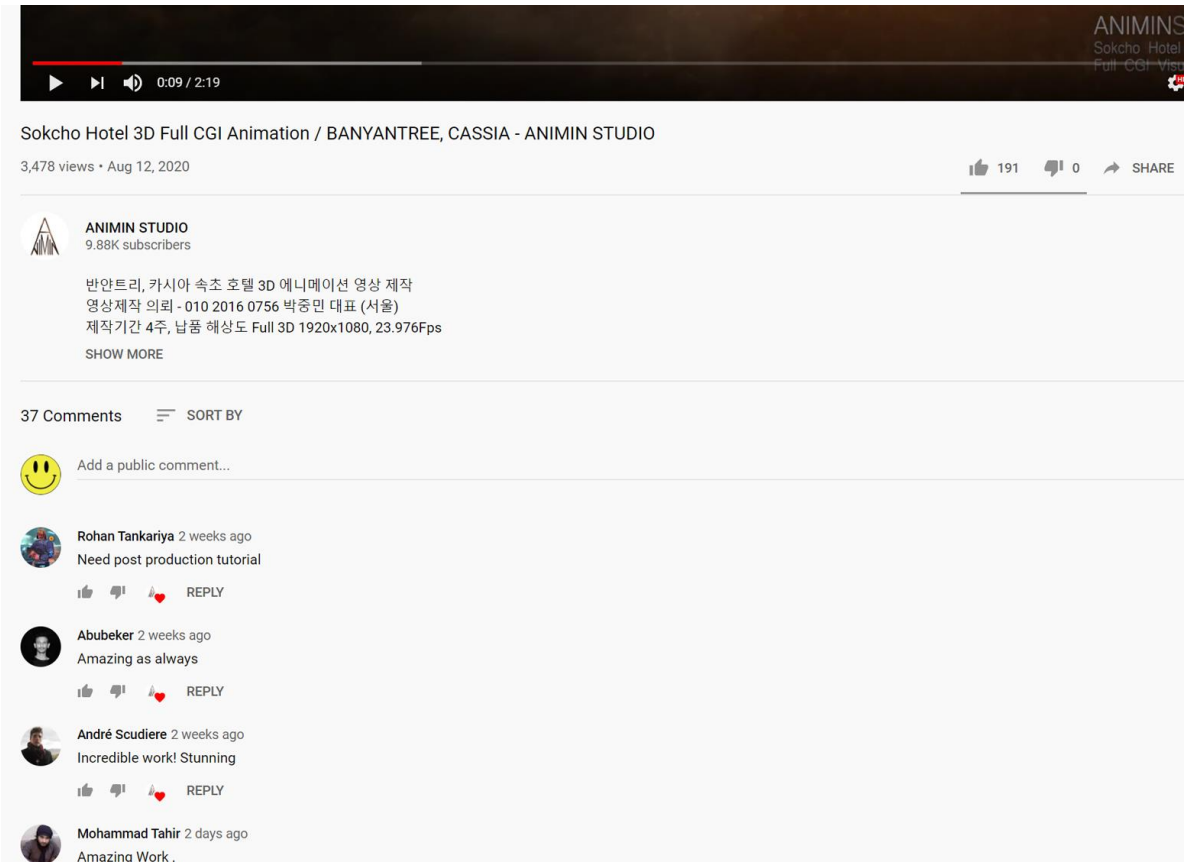 ANIMINS
Sokcho Hotel
Full CGI Visu
0:09 / 2:19
Sokcho Hotel 3D Full CGI Animation / BANYANTREE, CASSIA - ANIMIN STUDIO
3,478 views • Aug 12, 2020
191 0 SHARE
ANIMIN
ANIMIN STUDIO
9.88K subscribers
반얀트리, 카시아 속초 호텔 3D 에니메이션 영상 제작
영상제작 의뢰 - 010 2016 0756 박중민 대표 (서울)
제작기간 4주, 납품 해상도 Full 3D 1920x1080, 23.976Fps
SHOW MORE
37 Comments SORT BY
Add a public comment...
Rohan Tankariya 2 weeks ago
Need post production tutorial
REPLY
Abubeker 2 weeks ago
Amazing as always
REPLY
André Scudiere 2 weeks ago
Incredible work! Stunning
REPLY
Mohammad Tahir 2 days ago
Amazing Work .